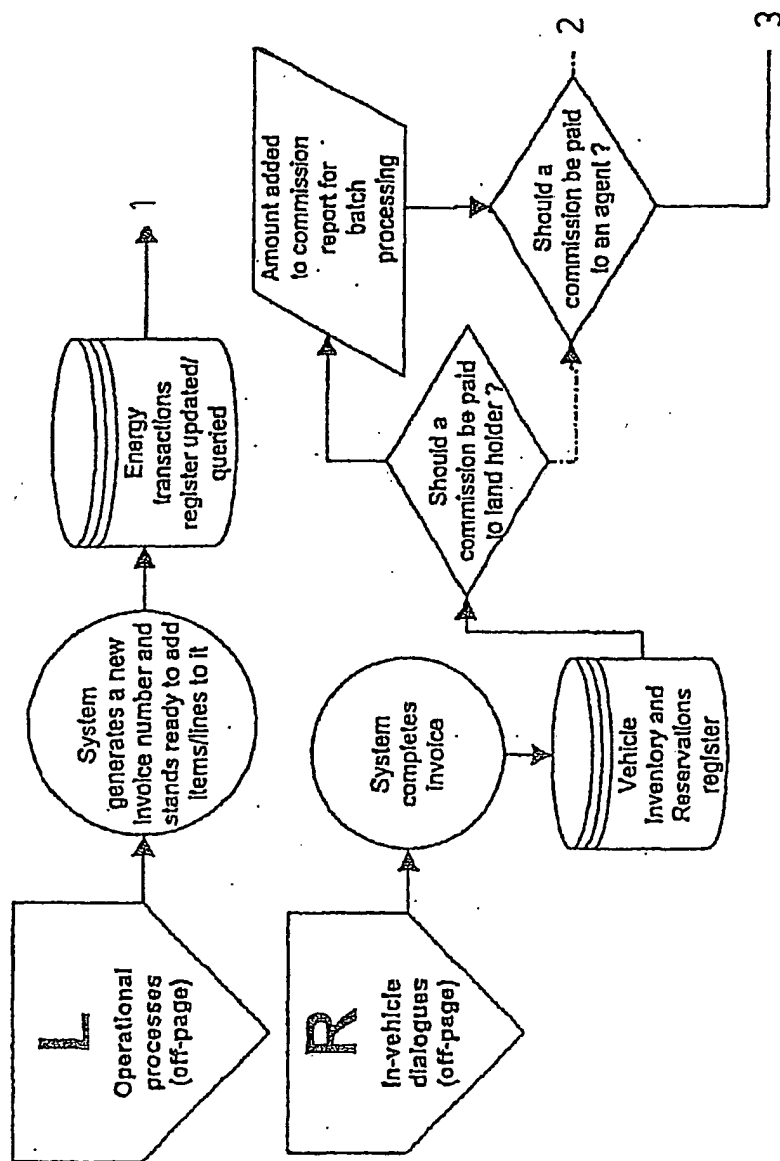 L
Operational
processes
(off-page)
System
generates a new
invoice number and
stands ready to add
items/lines to it
Energy
transactions
register updated/
queried
1
R
In-vehicle
dialogues
(off-page)
System
completes
invoice
Vehicle
Inventory and
Reservations
register
Should a
commission be paid
to land holder ?
Amount added
to commission
report for
batch
processing
Should a
commission be paid
to an agent ?
2
3